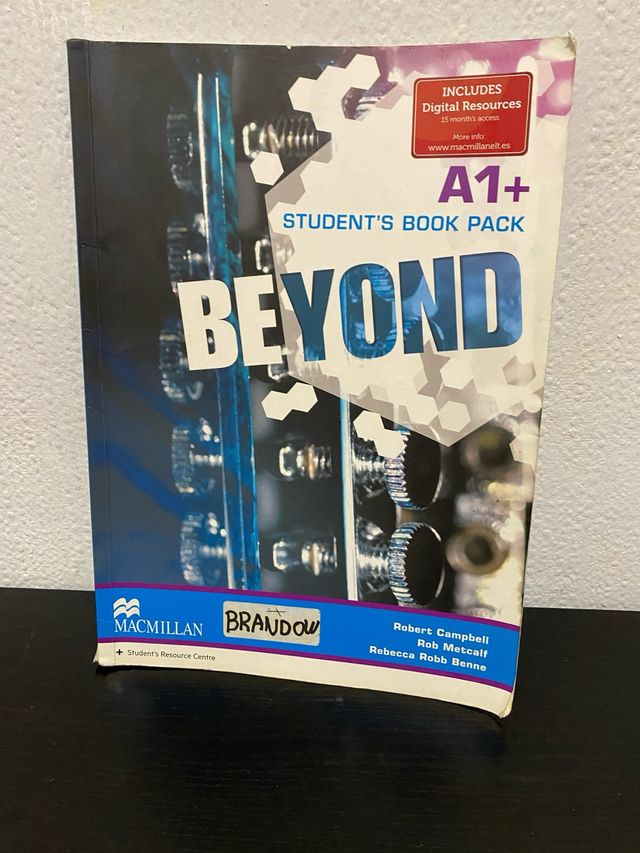 INCLUDES
Digital Resources
15 month's access
More info:
www.macmillanelt.es
A1+
STUDENT'S BOOK PACK
BEYOND
MACMILLAN
BRANDOW
Robert Campbell
Rob Metcalf
Rebecca Robb Benne
+ Student's Resource Centre